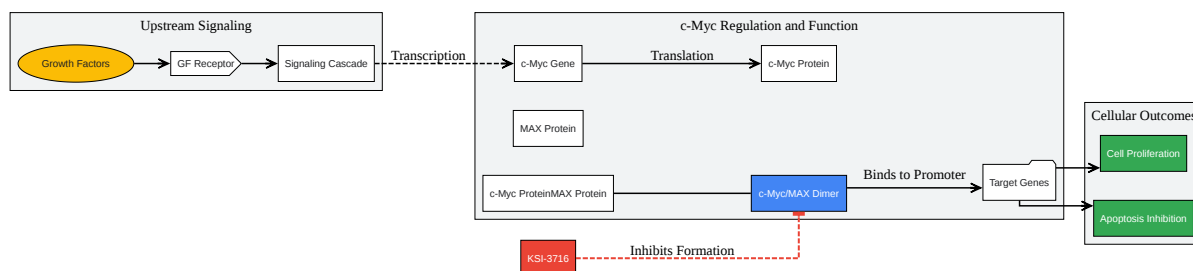 Upstream Signaling
c-Myc Regulation and Function
Growth Factors
GF Receptor
Signaling Cascade
Transcription
c-Myc Gene
Translation
c-Myc Protein
MAX Protein
Cellular Outcomes
Cell Proliferation
c-Myc ProteinMAX Protein
c-Myc/MAX Dimer
Binds to Promoter
Target Genes
Apoptosis Inhibition
KSI-3716
Inhibits Formation